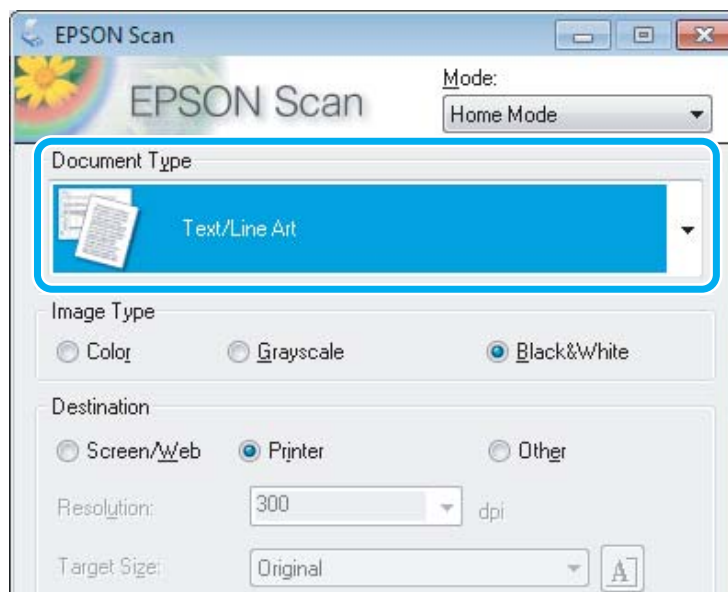 EPSON Scan
EPSON Scan
Mode:
Home Mode
Document Type
Text/Line Art
Image Type
Color Grayscale Black&White
Destination
Screen/Web Printer Other
Resolution: 300 dpi
Target Size: Original A